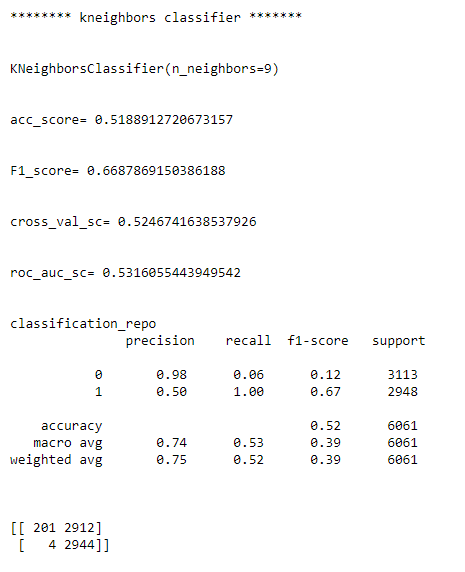 ******** kneighbors classifier *******
KNeighborsClassifier(n_neighbors=9)
acc_score= 0.5188912720673157
F1_score= 0.6687869150386188
cross_val_sc= 0.5246741638537926
roc_auc_sc= 0.5316055443949542
classification_repo
precision recall f1-score support
0 0.98 0.06 0.12 3113
1 0.50 1.00 0.67 2948
accuracy 0.52 6061
macro avg 0.74 0.53 0.39 6061
weighted avg 0.75 0.52 0.39 6061
[[ 201 2912]
[ 4 2944]]